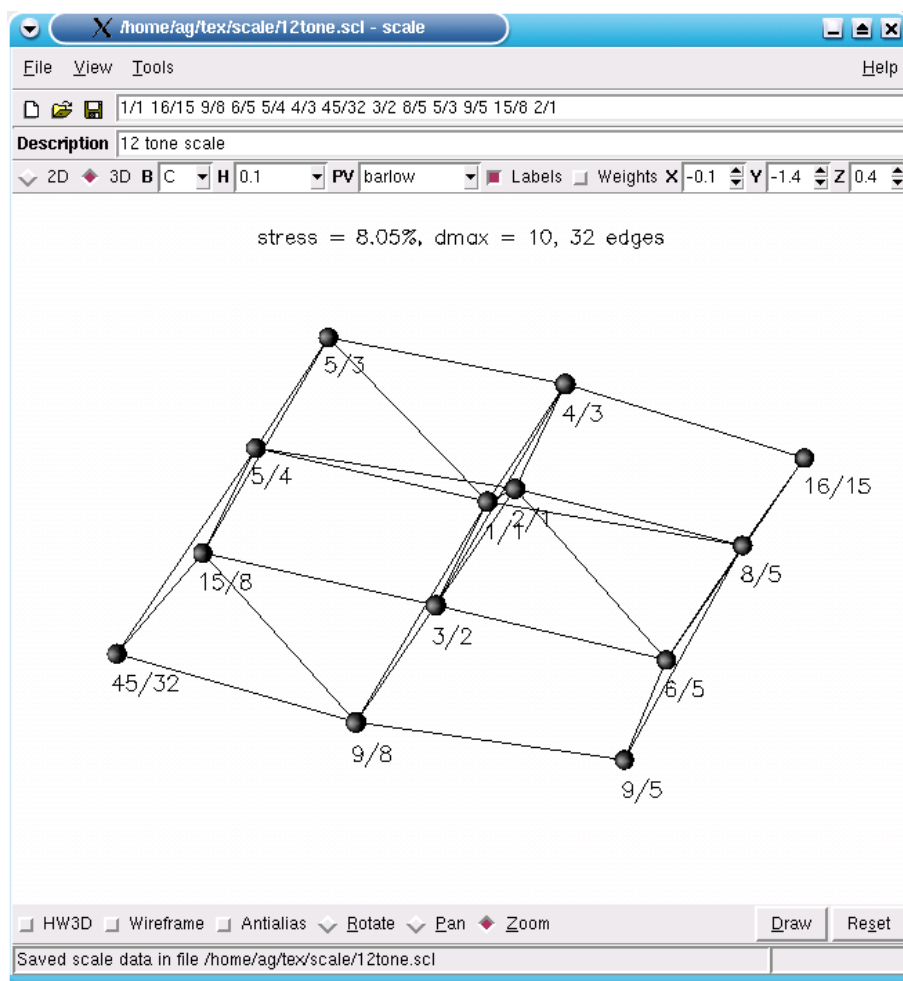 /home/ag/tex/scale/12tone.scl - scale
File View Tools Help
1/1 16/15 9/8 6/5 5/4 4/3 45/32 3/2 8/5 5/3 9/5 15/8 2/1
Description 12 tone scale
2D 3D B C H 0.1 PV barlow Labels Weights X -0.1 Y -1.4 Z 0.4
stress = 8.05%, dmax = 10, 32 edges
5/3
4/3
5/4
16/15
2/1
1/1
8/5
15/8
3/2
45/32
6/5
9/8
9/5
HW3D Wireframe Antialias Rotate Pan Zoom Draw Reset
Saved scale data in file /home/ag/tex/scale/12tone.scl